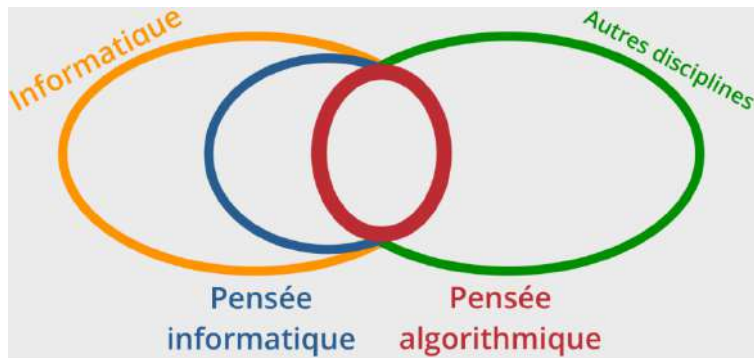 Informatique
Autres disciplines
Pensée
informatique
Pensée
algorithmique